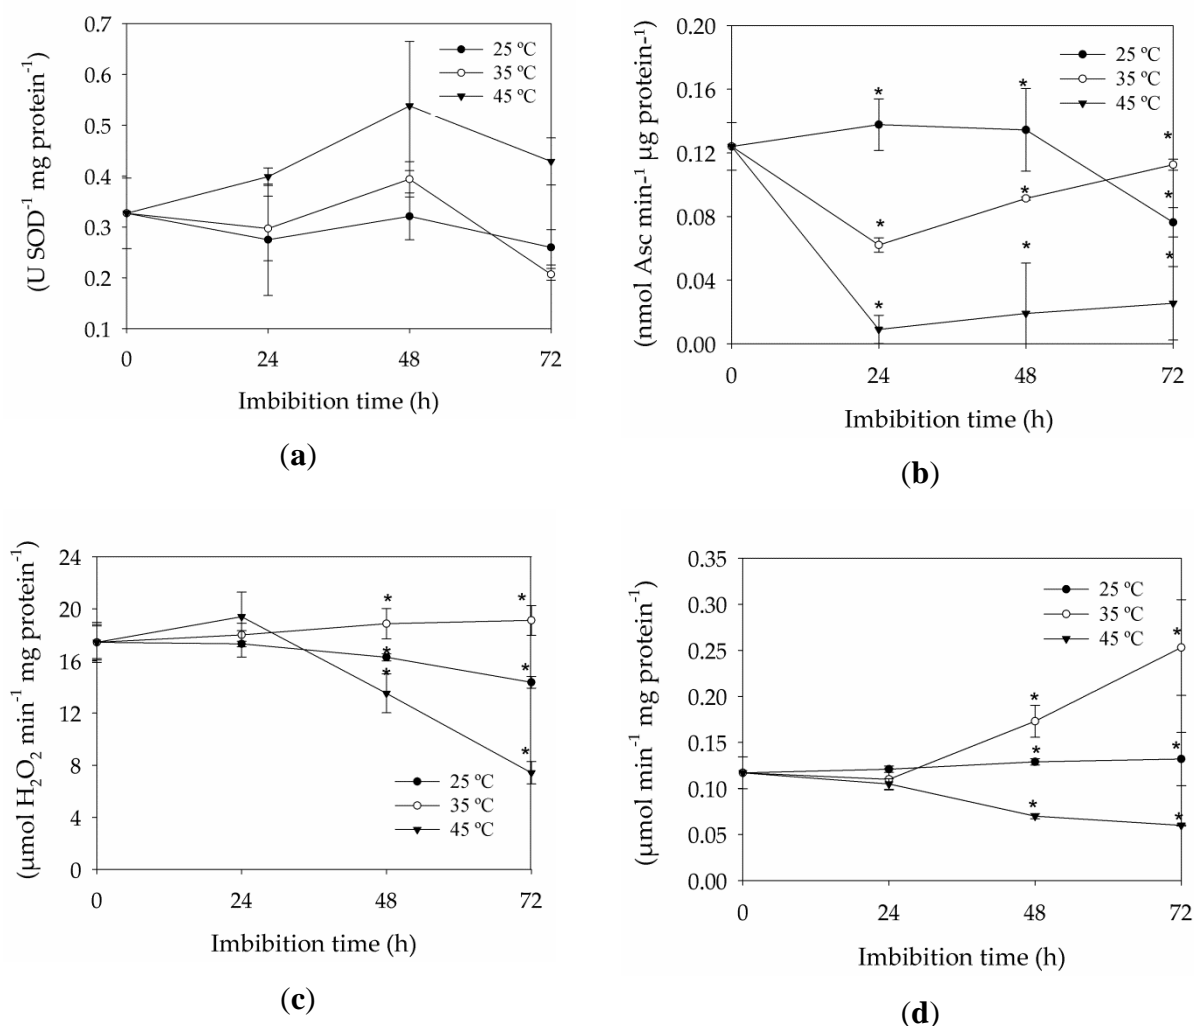 (U SOD⁻¹ mg protein⁻¹)
0.7
0.6
0.5
0.4
0.3
0.2
0.1
25 ºC
35 ºC
45 ºC
0 24 48 72
Imbibition time (h)
(a)
(nmol Asc min-¹ µg protein-¹)
0.20
0.16
0.12
0.08
0.04
0.00
25 ºC
35 ºC
45 ºC
* *
*
* * *
* *
*
0 24 48 72
Imbibition time (h)
(b)
(µmol H₂O₂ min⁻¹ mg protein⁻¹)
24
20
16
12
8
4
0
* *
* *
*
*
25 ºC
35 ºC
45 ºC
0 24 48 72
Imbibition time (h)
(c)
(µmol min⁻¹ mg protein⁻¹)
0.35
0.30
0.25
0.20
0.15
0.10
0.05
0.00
25 ºC
35 ºC
45 ºC
*
*
* *
* *
0 24 48 72
Imbibition time (h)
(d)